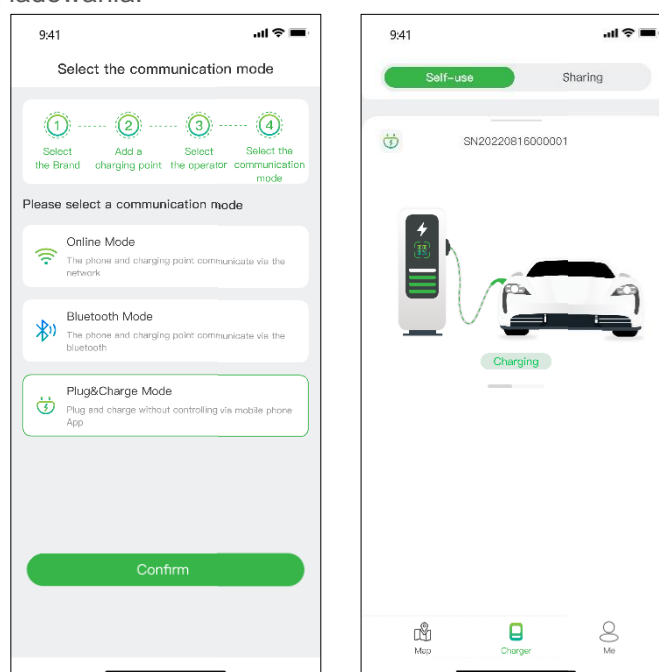 ładowania.
9:41
Select the communication mode
1
2
3
4
Select
the Brand
Add a
charging point
Select
the operator
Select the
communication
mode
Please select a communication mode
Online Mode
The phone and charging point communicate via the
network
Bluetooth Mode
The phone and charging point communicate via the
bluetooth
Plug&Charge Mode
Plug and charge without controlling via mobile phone
App
Confirm
9:41
Self-use
Sharing
SN20220816000001
Charging
Map
Charger
Me